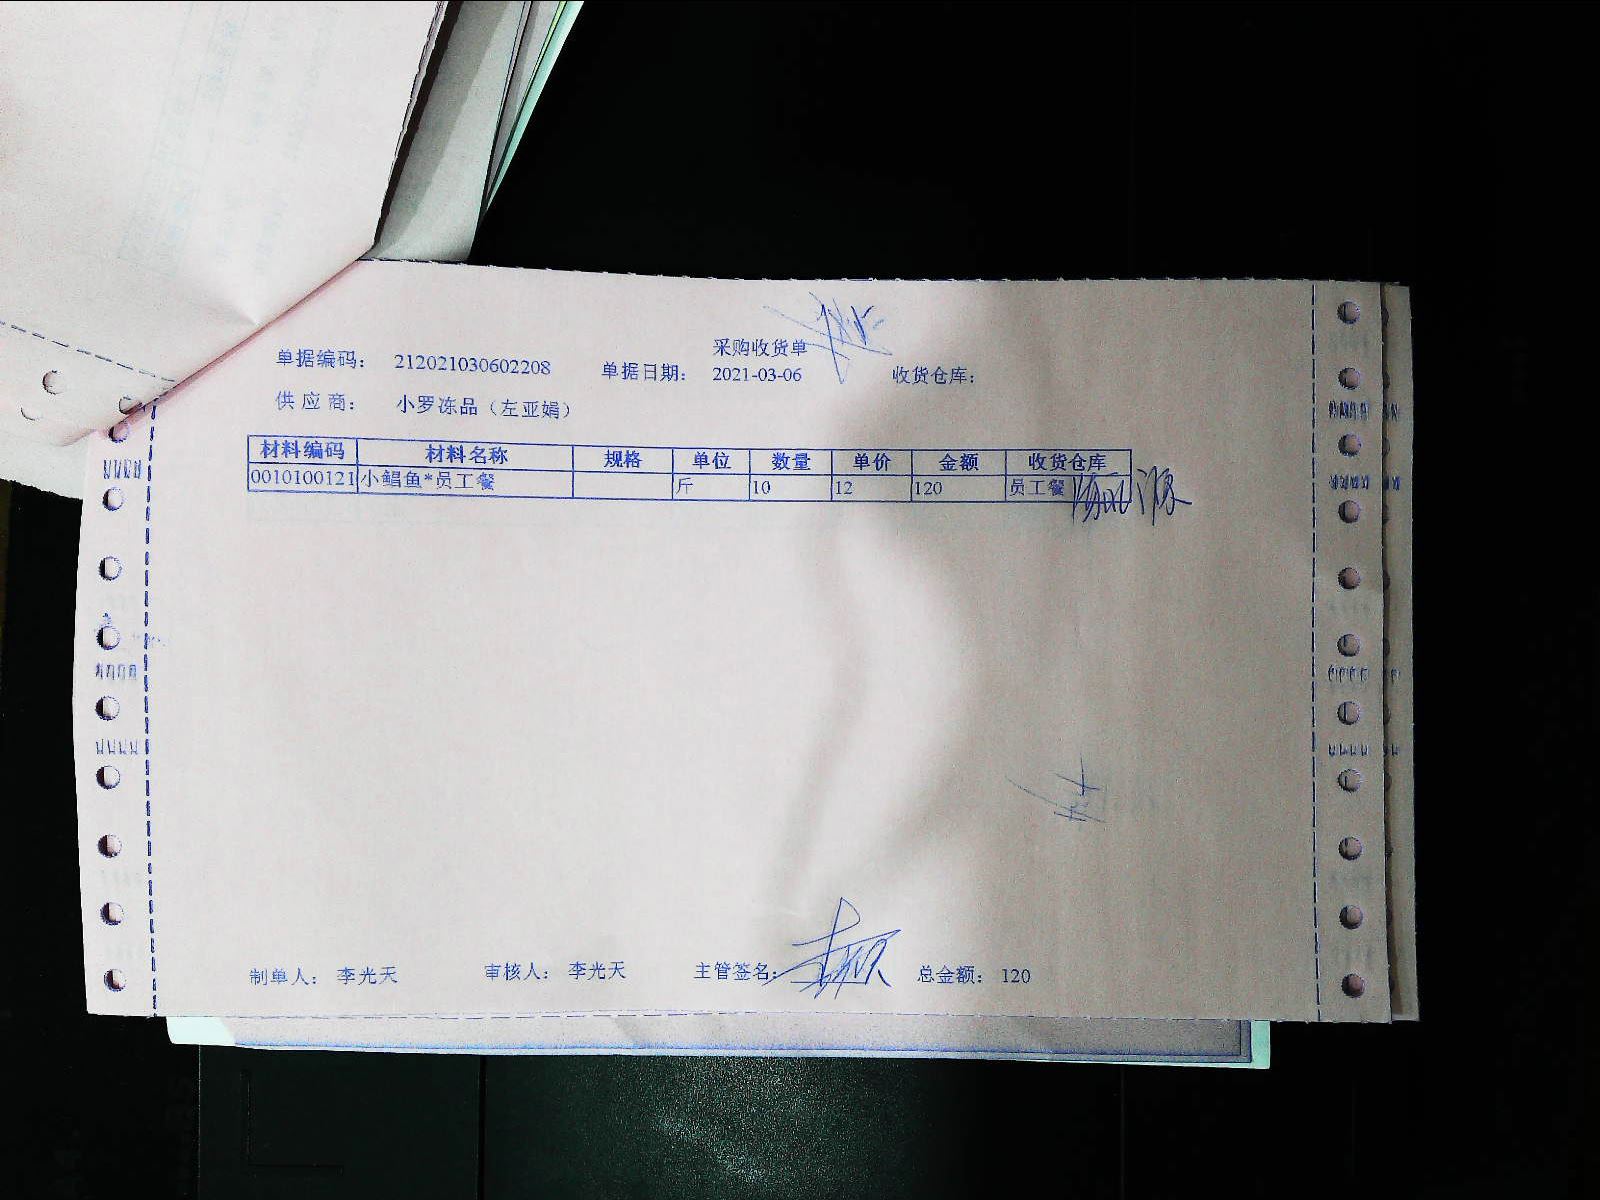 采购收货单
单据编码： 212021030602208 单据日期： 2021-03-06 收货仓库：
供应商： 小罗冻品（左亚娟）
材料编码 材料名称 规格 单位 数量 单价 金额 收货仓库
0010100121 小鲳鱼*员工餐 斤 10 12 120 员工餐
制单人： 李光天 审核人： 李光天 主管签名： 总金额： 120